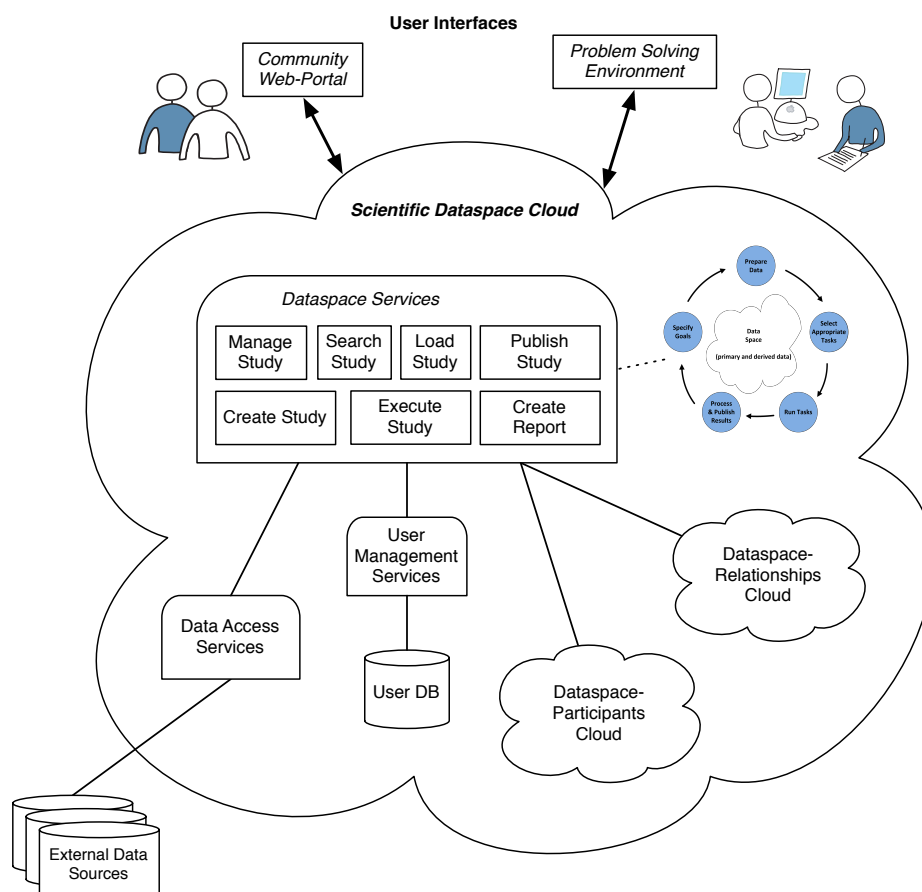 User Interfaces
Community
Web-Portal
Problem Solving
Environment
Scientific Dataspace Cloud
Dataspace Services
Manage
Study
Search
Study
Load
Study
Publish
Study
Create Study
Execute
Study
Create
Report
Prepare
Data
Specify
Goals
Data
Space
(primary and derived data)
Select
Appropriate
Tasks
Process
& Publish
Results
Run Tasks
User
Management
Services
Dataspace-
Relationships
Cloud
Data Access
Services
User DB
Dataspace-
Participants
Cloud
External Data
Sources